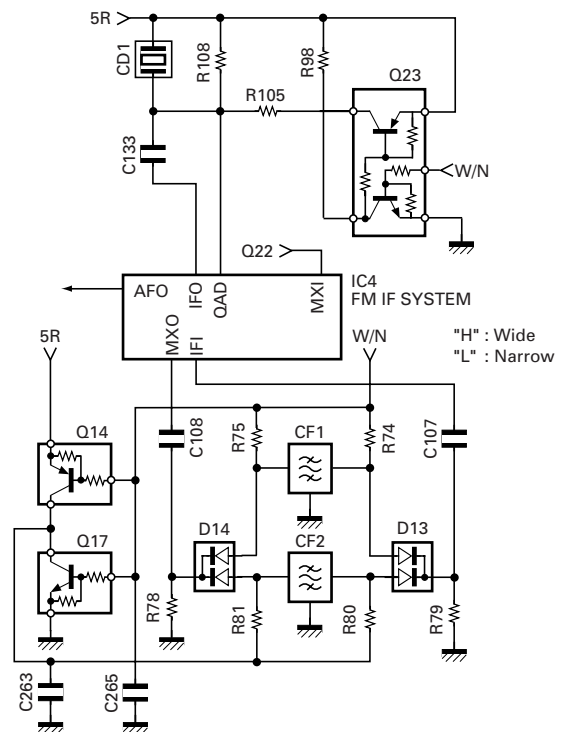 5R
CD1
R108
R98
Q23
R105
C133
W/N
Q22
IC4
FM IF SYSTEM
AFO
IFO
QAD
MXI
MXO
IFI
"H" : Wide
"L" : Narrow
5R
W/N
Q14
C108
R75
CF1
R74
C107
Q17
D14
CF2
D13
R78
R81
R80
R79
C263
C265